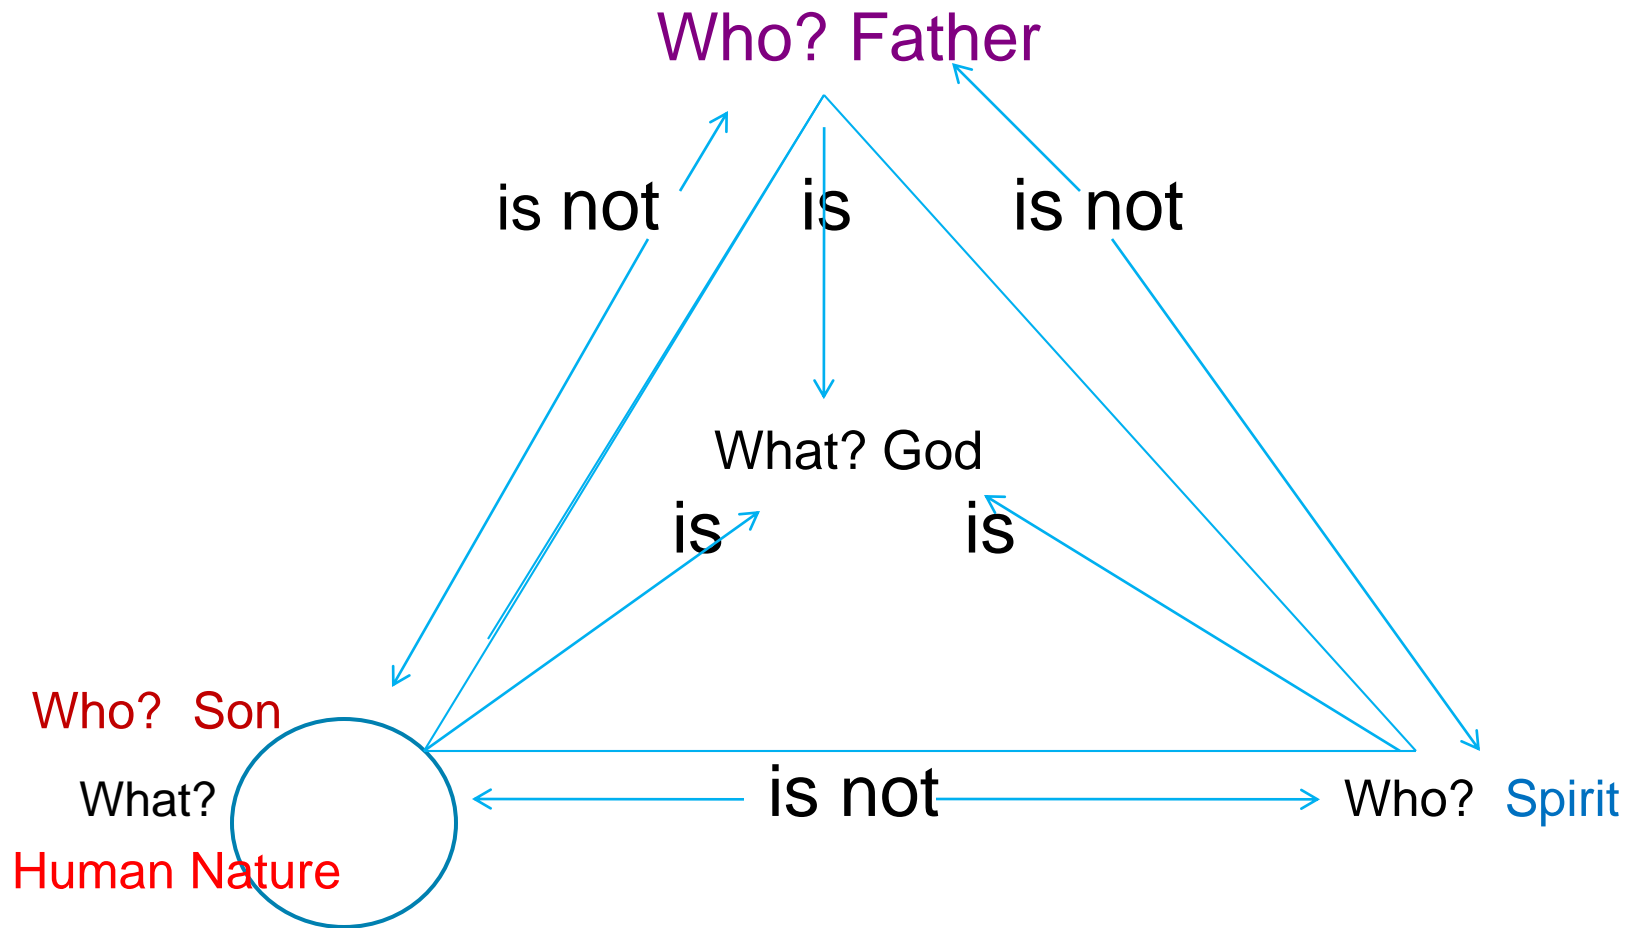 Who? Father
is not
is
is not
What? God
is
is
Who? Son
What?
is not
Who? Spirit
Human Nature